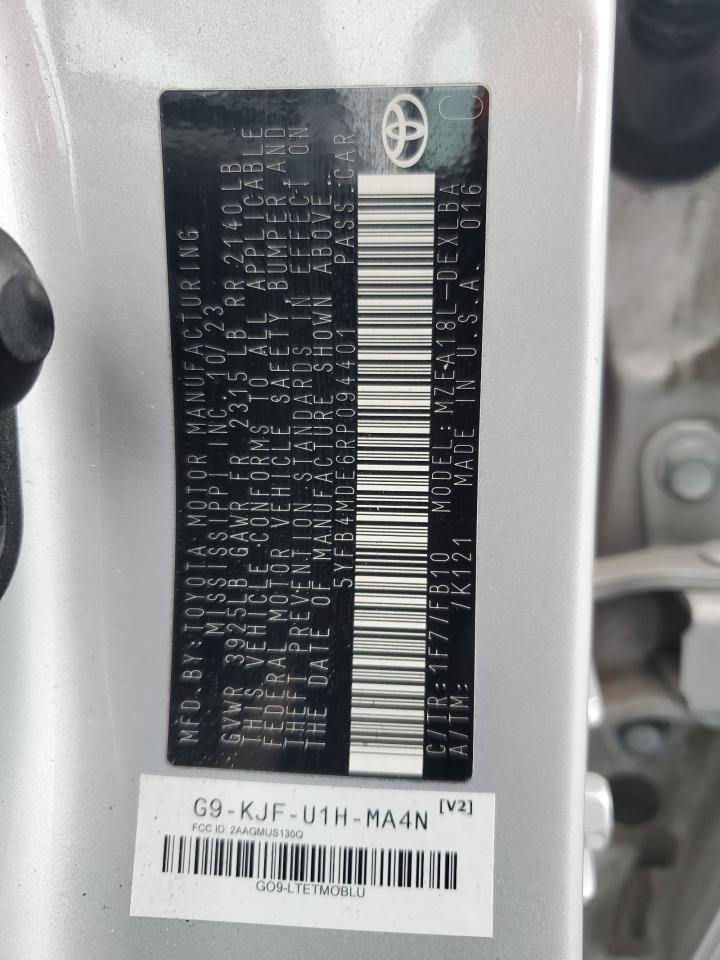 MFD.BY:TOYOTA MOTOR MANUFACTURING
MISSISSIPPI INC. 10/23
GVWR 3925LB GAWR FR 2315 LB RR 2140LB
THIS VEHICLE CONFORMS TO ALL APPLICABLE
FEDERAL MOTOR VEHICLE SAFETY, BUMPER, AND
THEFT PREVENTION STANDARDS IN EFFECT ON
THE DATE OF MANUFACTURE SHOWN ABOVE.
5YFB4MDE6RP094401 PASS.CAR
C/TR: 1F7/FB10 MODEL: MZEA18L-DEXLBA
A/TM: /K121 MADE IN U.S.A. 016
C
G9-KJF-U1H-MA4N [V2]
FCC ID: 2AAGMUS130Q
GO9-LTETMOBLU